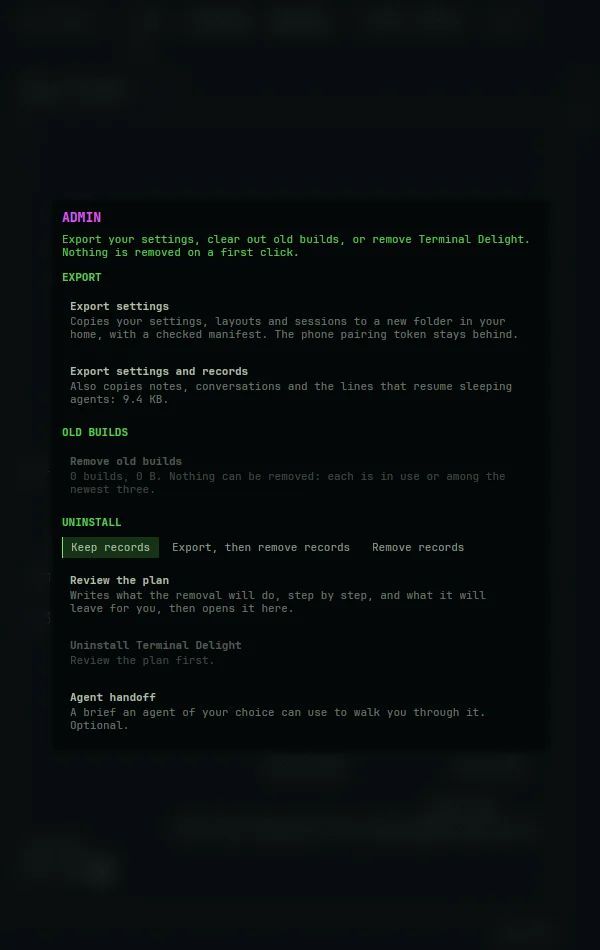 ADMIN
Export your settings, clear out old builds, or remove Terminal Delight.
Nothing is removed on a first click.
EXPORT
Export settings
Copies your settings, layouts and sessions to a new folder in your
home, with a checked manifest. The phone pairing token stays behind.
Export settings and records
Also copies notes, conversations and the lines that resume sleeping
agents: 9.4 KB.
OLD BUILDS
Remove old builds
0 builds, 0 B. Nothing can be removed: each is in use or among the
newest three.
UNINSTALL
Keep records Export, then remove records Remove records
Review the plan
Writes what the removal will do, step by step, and what it will
leave for you, then opens it here.
Uninstall Terminal Delight
Review the plan first.
Agent handoff
A brief an agent of your choice can use to walk you through it.
Optional.